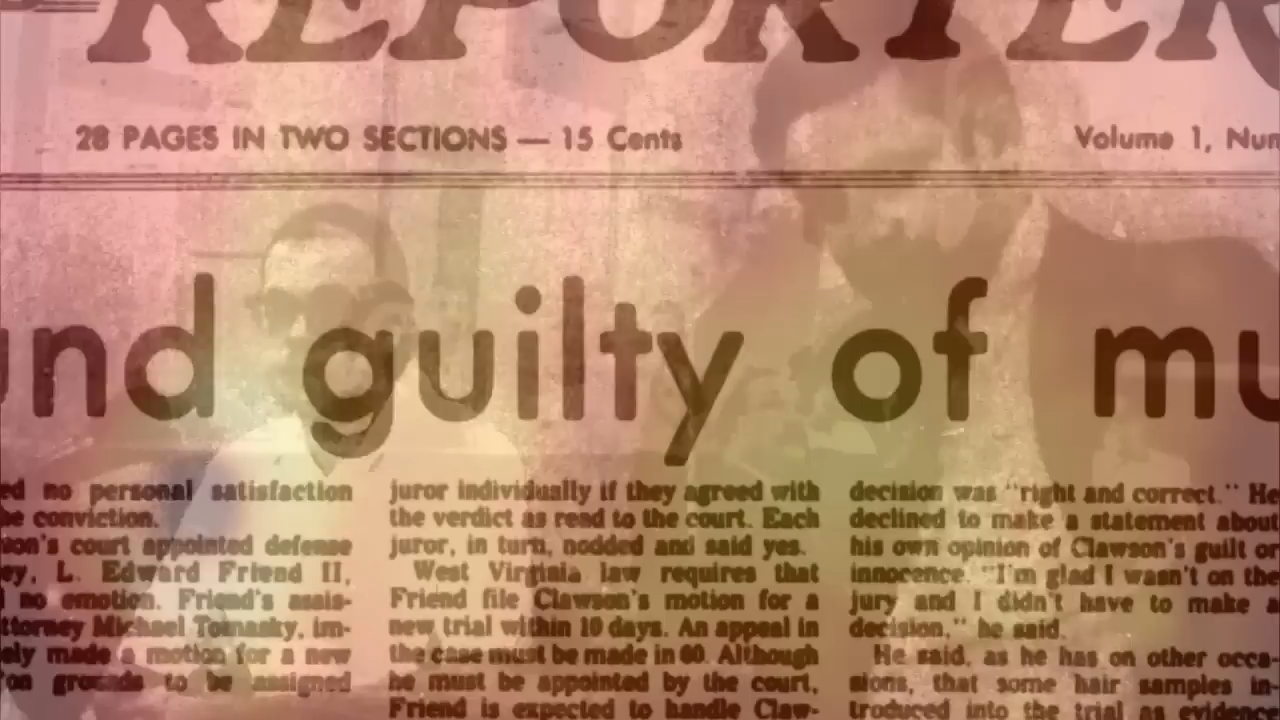 REPORTER
28 PAGES IN TWO SECTIONS — 15 Cents
Volume 1, Num
und guilty of mu
ed no personal satisfaction
he conviction.
son's court appointed defense
ey, L. Edward Friend II,
no emotion. Friend's assis-
ttorney Michael Tomasky, im-
ely made a motion for a new
on grounds to be assigned
juror individually if they agreed with
the verdict as read to the court. Each
juror, in turn, nodded and said yes.
West Virginia law requires that
Friend file Clawson's motion for a
new trial within 10 days. An appeal in
the case must be made in 60. Although
he must be appointed by the court,
Friend is expected to handle Claw-
decision was "right and correct." He
declined to make a statement about
his own opinion of Clawson's guilt or
innocence. "I'm glad I wasn't on the
jury and I didn't have to make a
decision," he said.
He said, as he has on other occa-
sions, that some hair samples in-
troduced into the trial as evidence